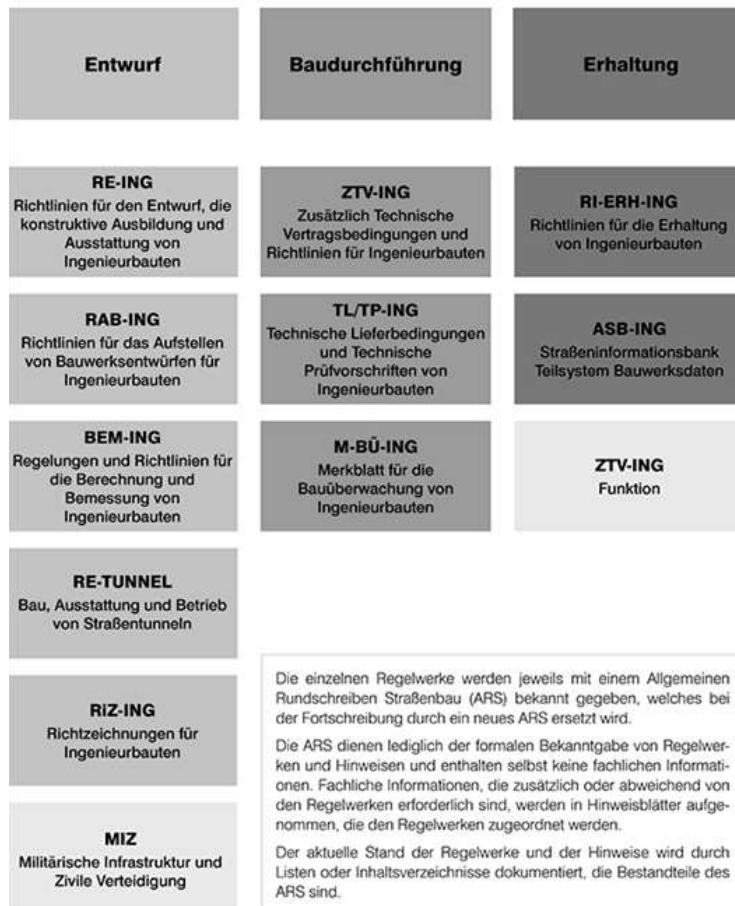 Entwurf
Baudurchführung
Erhaltung
RE-ING
Richtlinien für den Entwurf, die
konstruktive Ausbildung und
Ausstattung von
Ingenieurbauten
RAB-ING
Richtlinien für das Aufstellen
von Bauwerksentwürfen für
Ingenieurbauten
BEM-ING
Regelungen und Richtlinien für
die Berechnung und
Bemessung von
Ingenieurbauten
RE-TUNNEL
Bau, Ausstattung und Betrieb
von Straßentunneln
RiZ-ING
Richtzeichnungen für
Ingenieurbauten
MIZ
Militärische Infrastruktur und
Zivile Verteidigung
ZTV-ING
Zusätzlich Technische
Vertragsbedingungen und
Richtlinien für Ingenieurbauten
TL/TP-ING
Technische Lieferbedingungen
und Technische
Prüfvorschriften von
Ingenieurbauten
M-BÜ-ING
Merkblatt für die
Bauüberwachung von
Ingenieurbauten
RI-ERH-ING
Richtlinien für die Erhaltung
von Ingenieurbauten
ASB-ING
Straßeninformationsbank
Teilsystem Bauwerksdaten
ZTV-ING
Funktion
Die einzelnen Regelwerke werden jeweils mit einem Allgemeinen
Rundschreiben Straßenbau (ARS) bekannt gegeben, welches bei
der Fortschreibung durch ein neues ARS ersetzt wird.
Die ARS dienen lediglich der formalen Bekanntgabe von Regelwer-
ken und Hinweisen und enthalten selbst keine fachlichen Informati-
onen. Fachliche Informationen, die zusätzlich oder abweichend von
den Regelwerken erforderlich sind, werden in Hinweisblätter aufge-
nommen, die den Regelwerken zugeordnet werden.
Der aktuelle Stand der Regelwerke und der Hinweise wird durch
Listen oder Inhaltsverzeichnisse dokumentiert, die Bestandteile des
ARS sind.